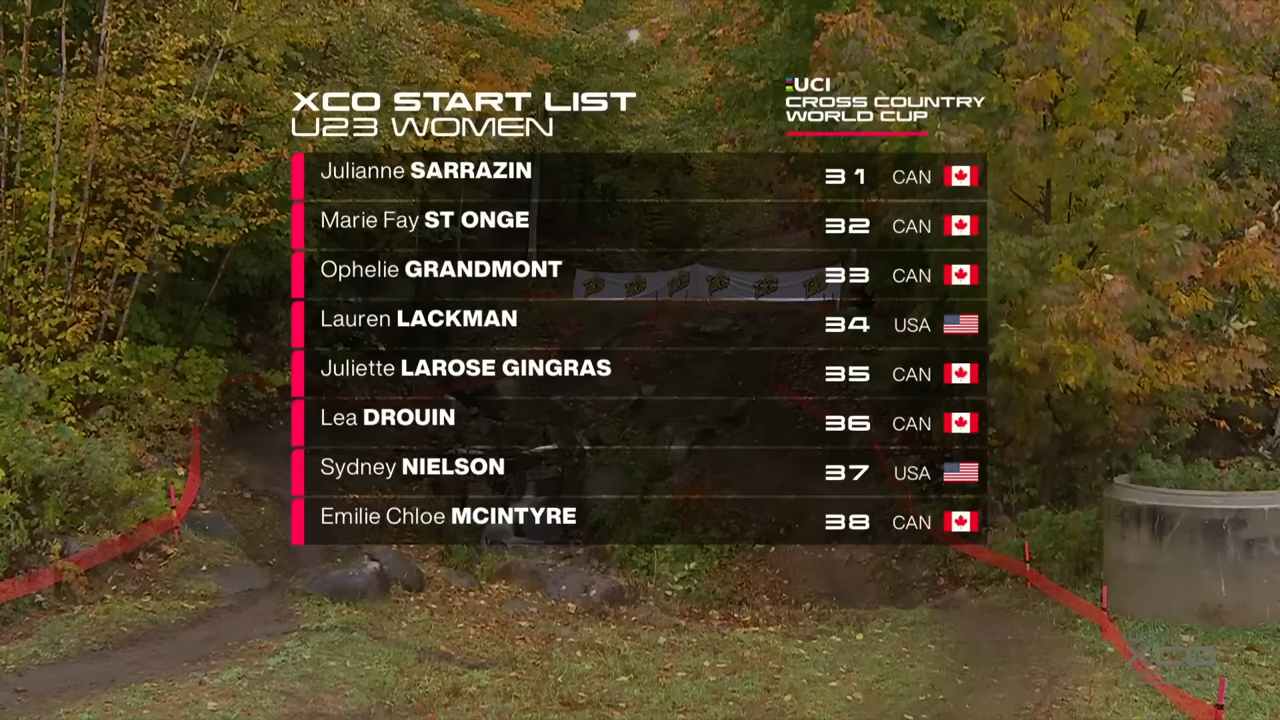 XCO START LIST
U23 WOMEN
UCI
CROSS COUNTRY
WORLD CUP
Julianne SARRAZIN 31 CAN
Marie Fay ST ONGE 32 CAN
Ophelie GRANDMONT 33 CAN
Lauren LACKMAN 34 USA
Juliette LAROSE GINGRAS 35 CAN
Lea DROUIN 36 CAN
Sydney NIELSON 37 USA
Emilie Chloe MCINTYRE 38 CAN
XCO